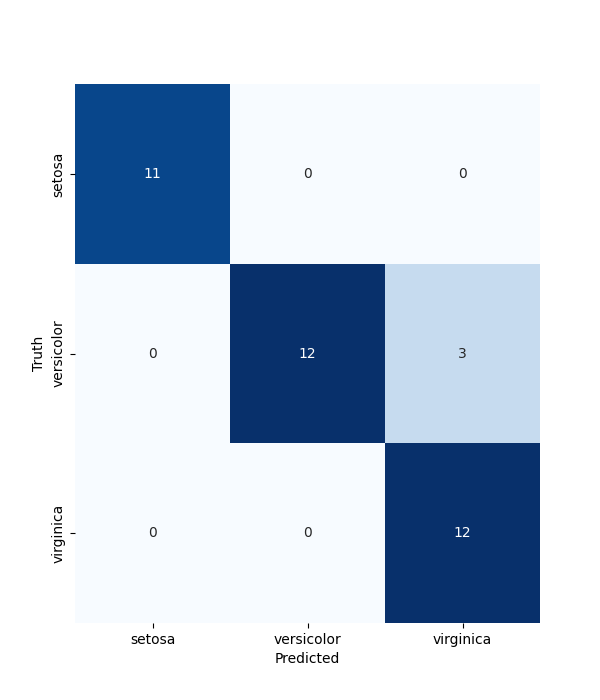 setosa
11
0
0
Truth
versicolor
0
12
3
virginica
0
0
12
setosa
versicolor
virginica
Predicted